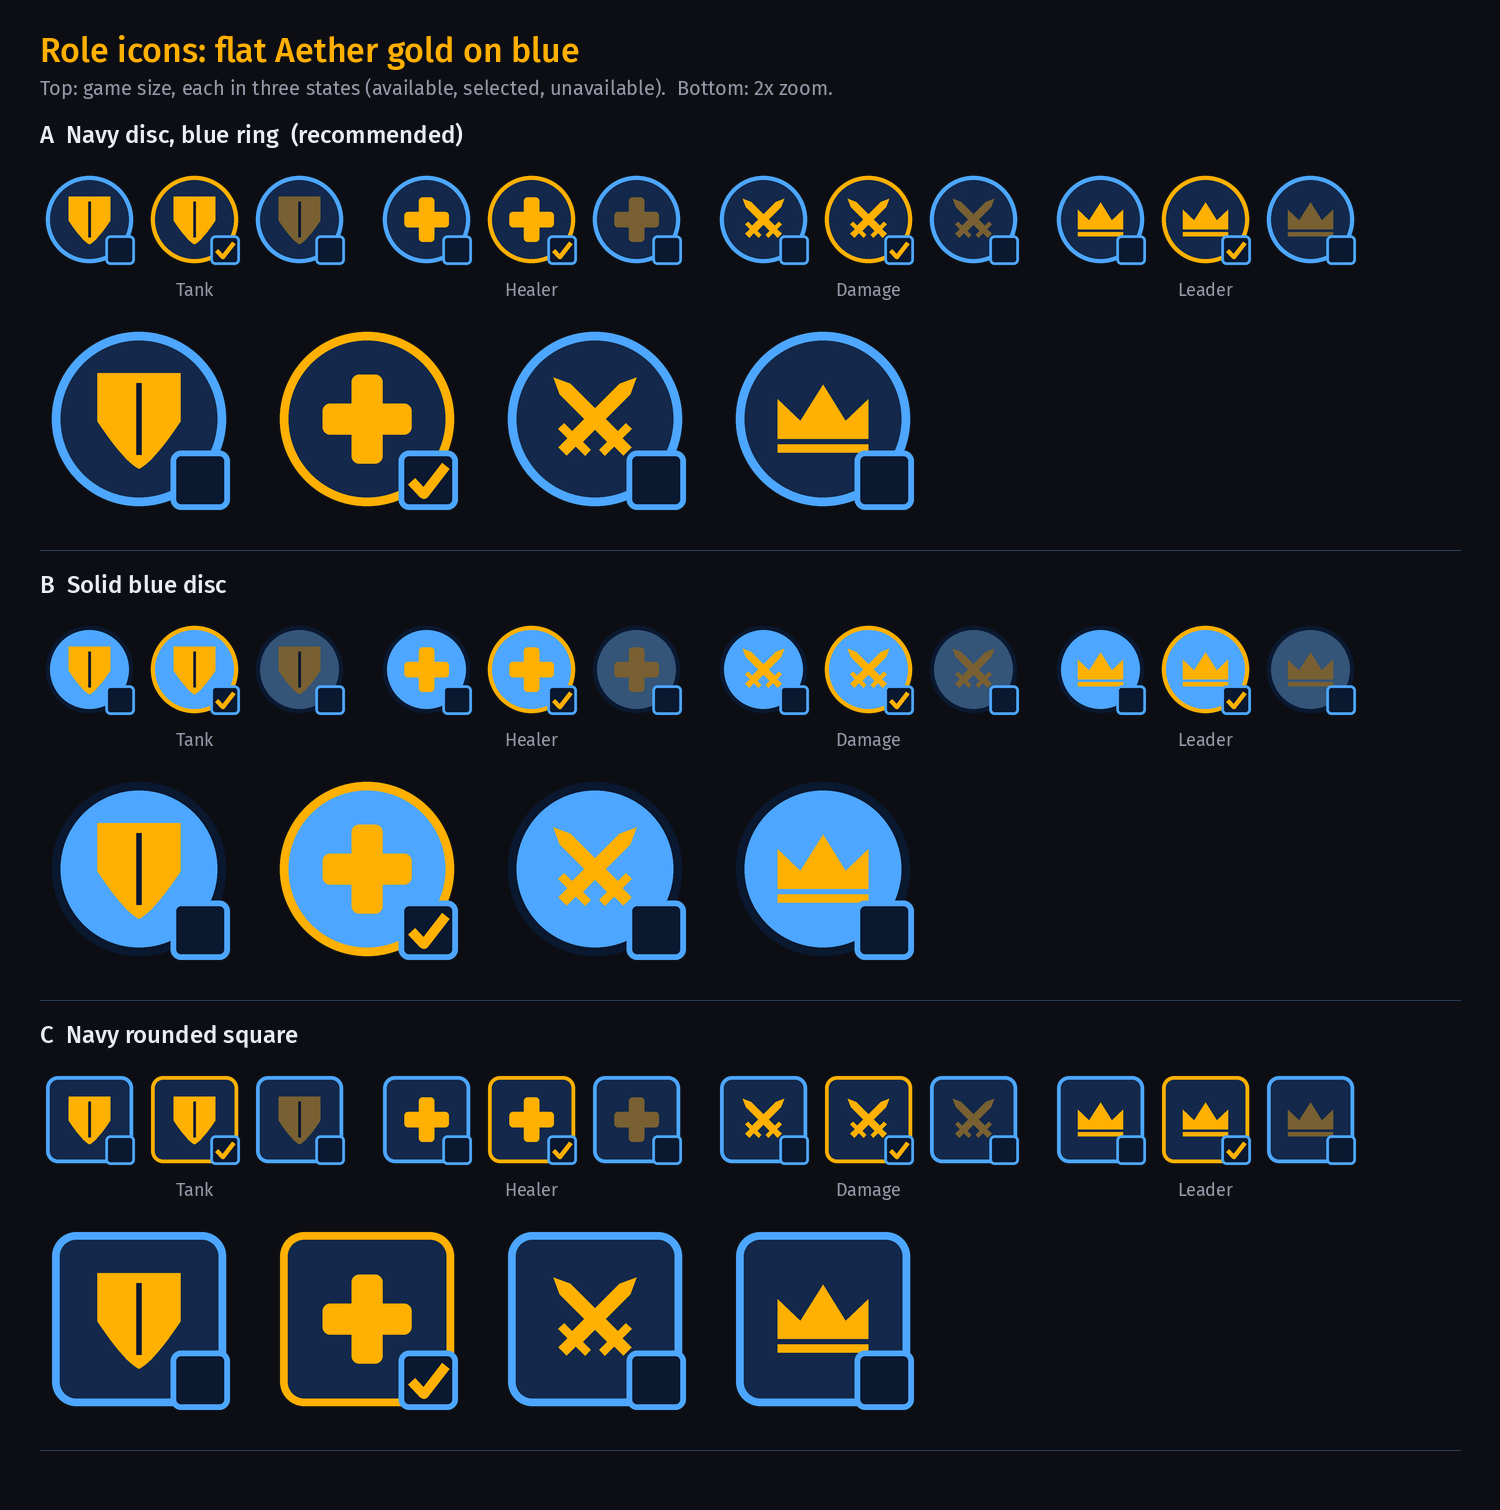 Role icons: flat Aether gold on blue
Top: game size, each in three states (available, selected, unavailable).  Bottom: 2x zoom.
A  Navy disc, blue ring  (recommended)
Tank Healer Damage Leader
B  Solid blue disc
Tank Healer Damage Leader
C  Navy rounded square
Tank Healer Damage Leader